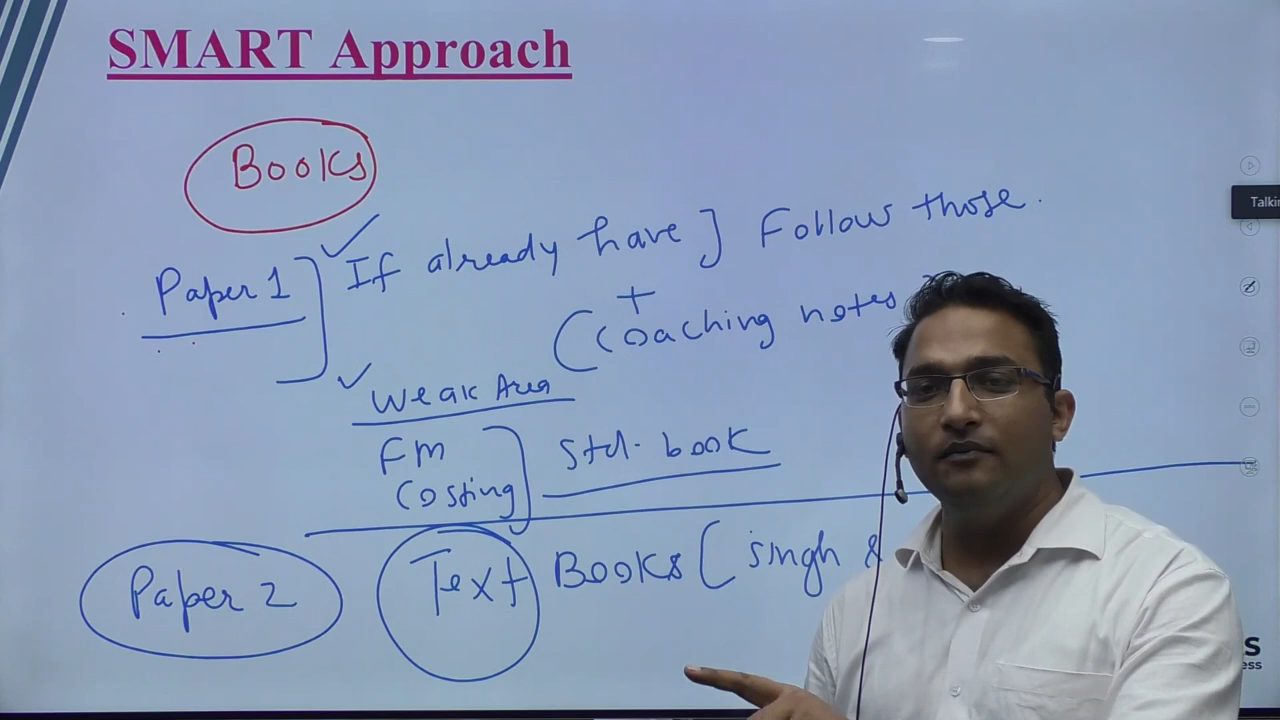 SMART Approach
Books
Paper 1
If already have ] Follow those.
+
(Coaching notes
Weak Area
FM
Costing
Std. book
Paper 2
Text Books ( Singh &
Talkin